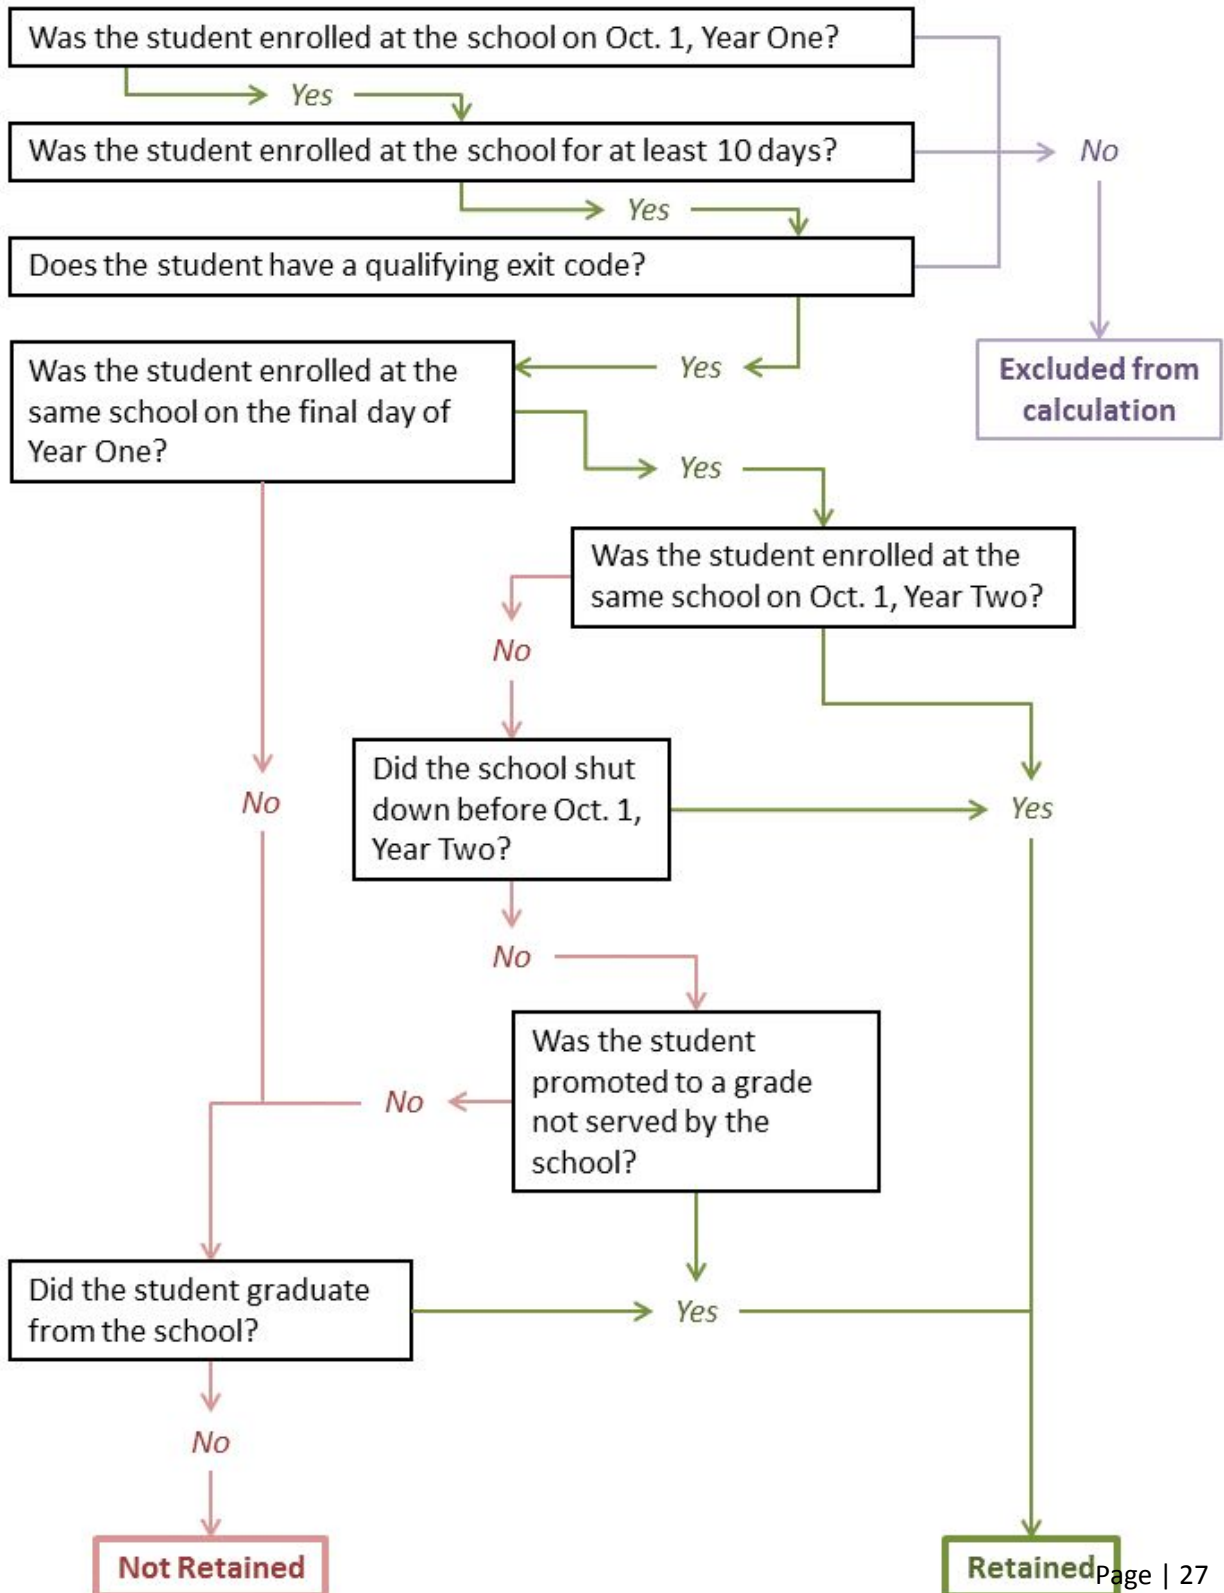 Was the student enrolled at the school on Oct. 1, Year One?
Yes
Was the student enrolled at the school for at least 10 days?
No
Yes
Does the student have a qualifying exit code?
Yes
Excluded from
calculation
Was the student enrolled at the
same school on the final day of
Year One?
Yes
Was the student enrolled at the
same school on Oct. 1, Year Two?
No
Did the school shut
down before Oct. 1,
Year Two?
No
Yes
No
Was the student
promoted to a grade
not served by the
school?
No
Did the student graduate
from the school?
Yes
No
Not Retained
Retained
Page | 27